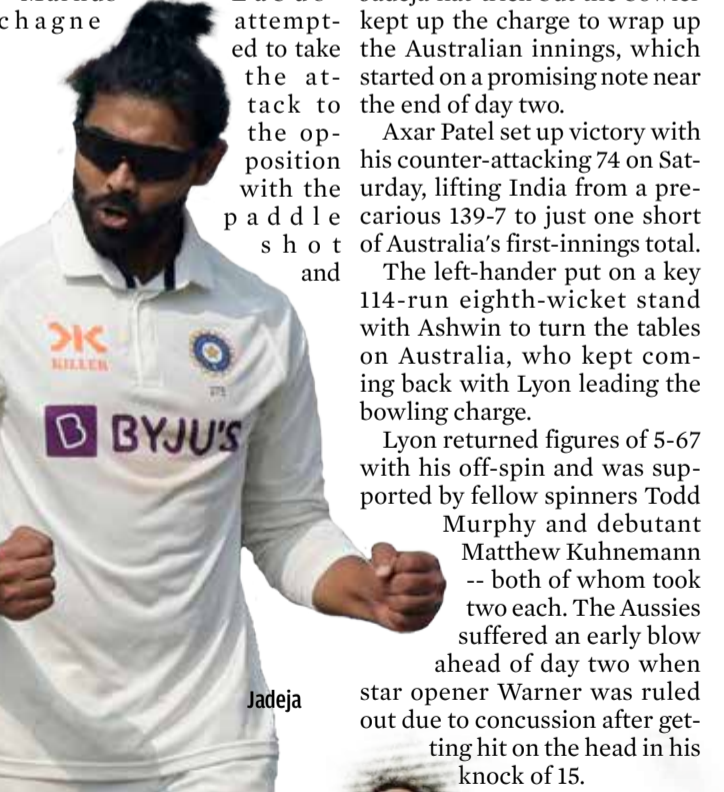 chagne
attempt-
ed to take
the at-
tack to
the op-
position
with the
paddle
shot
and
KILLER
BYJU'S
Jadeja
kept up the charge to wrap up
the Australian innings, which
started on a promising note near
the end of day two.
Axar Patel set up victory with
his counter-attacking 74 on Sat-
urday, lifting India from a pre-
carious 139-7 to just one short
of Australia's first-innings total.
The left-hander put on a key
114-run eighth-wicket stand
with Ashwin to turn the tables
on Australia, who kept com-
ing back with Lyon leading the
bowling charge.
Lyon returned figures of 5-67
with his off-spin and was sup-
ported by fellow spinners Todd
Murphy and debutant
Matthew Kuhnemann
-- both of whom took
two each. The Aussies
suffered an early blow
ahead of day two when
star opener Warner was ruled
out due to concussion after get-
ting hit on the head in his
knock of 15.